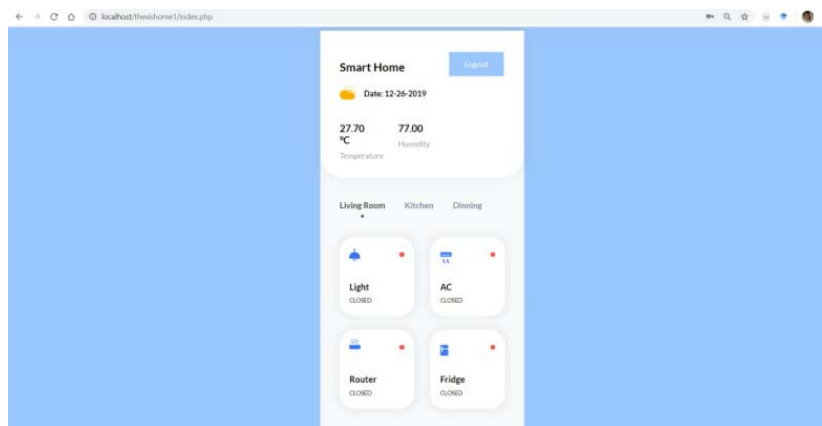 localhost/thesishome1/index.php
Smart Home
Logout
Date: 12-26-2019
27.70 77.00
°C
Humidity
Temperature
Living Room Kitchen Dinning
Light AC
CLOSED CLOSED
Router Fridge
CLOSED CLOSED